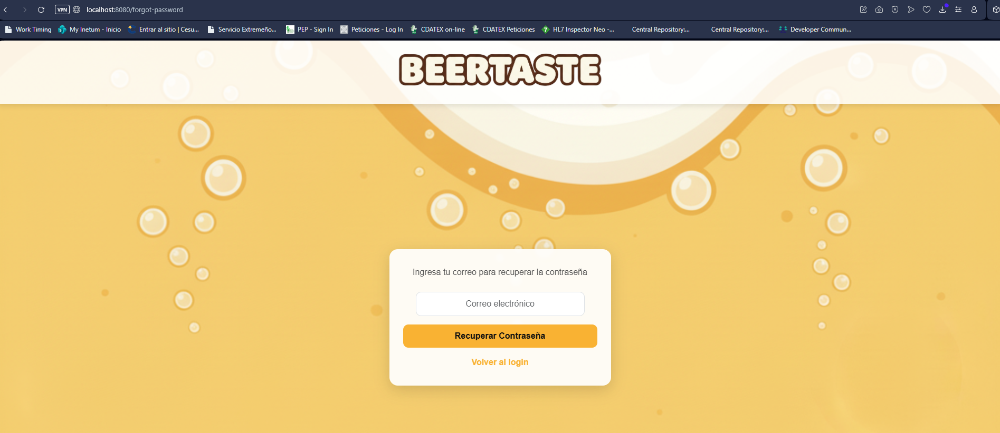 VPN localhost:8080/forgot-password
Work Timing My Inetum - Inicio Entrar al sitio | Cesu... Servicio Extremeño... PEP - Sign In Peticiones - Log In CDATEX on-line CDATEX Peticiones 7 HL7 Inspector Neo -... Central Repository:... Central Repository:... Developer Commun...
BEERTASTE
Ingresa tu correo para recuperar la contraseña
Correo electrónico
Recuperar Contraseña
Volver al login